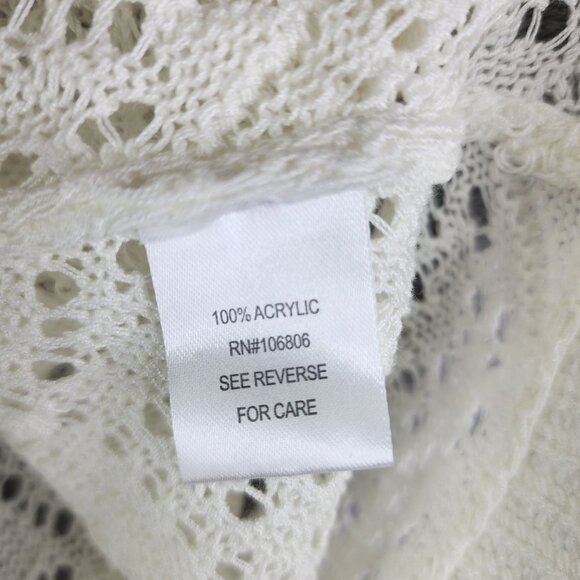 100% ACRYLIC
RN#106806
SEE REVERSE
FOR CARE